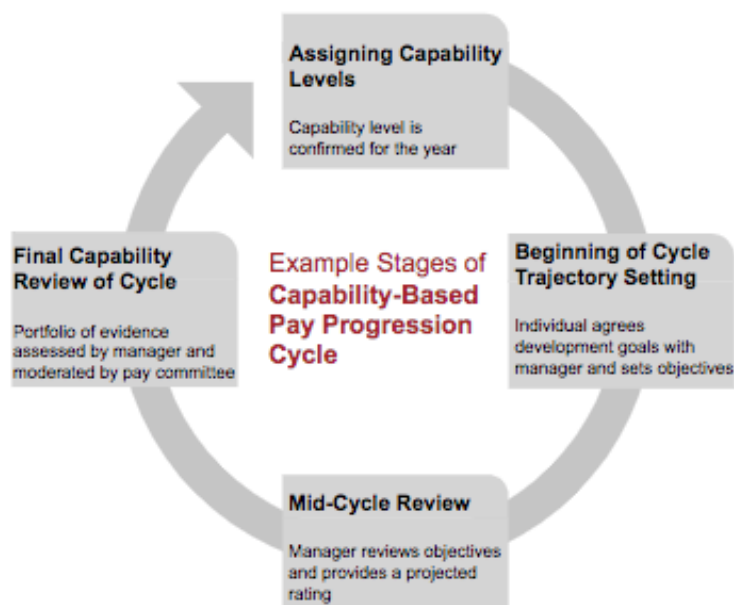 Assigning Capability
Levels
Capability level is
confirmed for the year
Beginning of Cycle
Trajectory Setting
Individual agrees
development goals with
manager and sets objectives
Mid-Cycle Review
Manager reviews objectives
and provides a projected
rating
Final Capability
Review of Cycle
Portfolio of evidence
assessed by manager and
moderated by pay committee
Example Stages of
Capability-Based
Pay Progression
Cycle